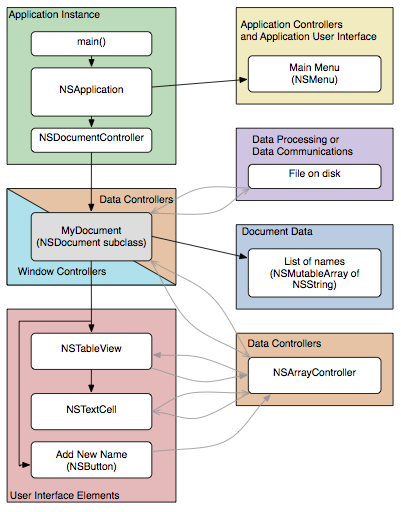 Application Instance
main()
NSApplication
NSDocumentController
Application Controllers
and Application User Interface
Main Menu
(NSMenu)
Data Processing or
Data Communications
File on disk
Data Controllers
MyDocument
(NSDocument subclass)
Window Controllers
Document Data
List of names
(NSMutableArray of
NSString)
NSTableView
NSTextCell
Add New Name
(NSButton)
User Interface Elements
Data Controllers
NSArrayController